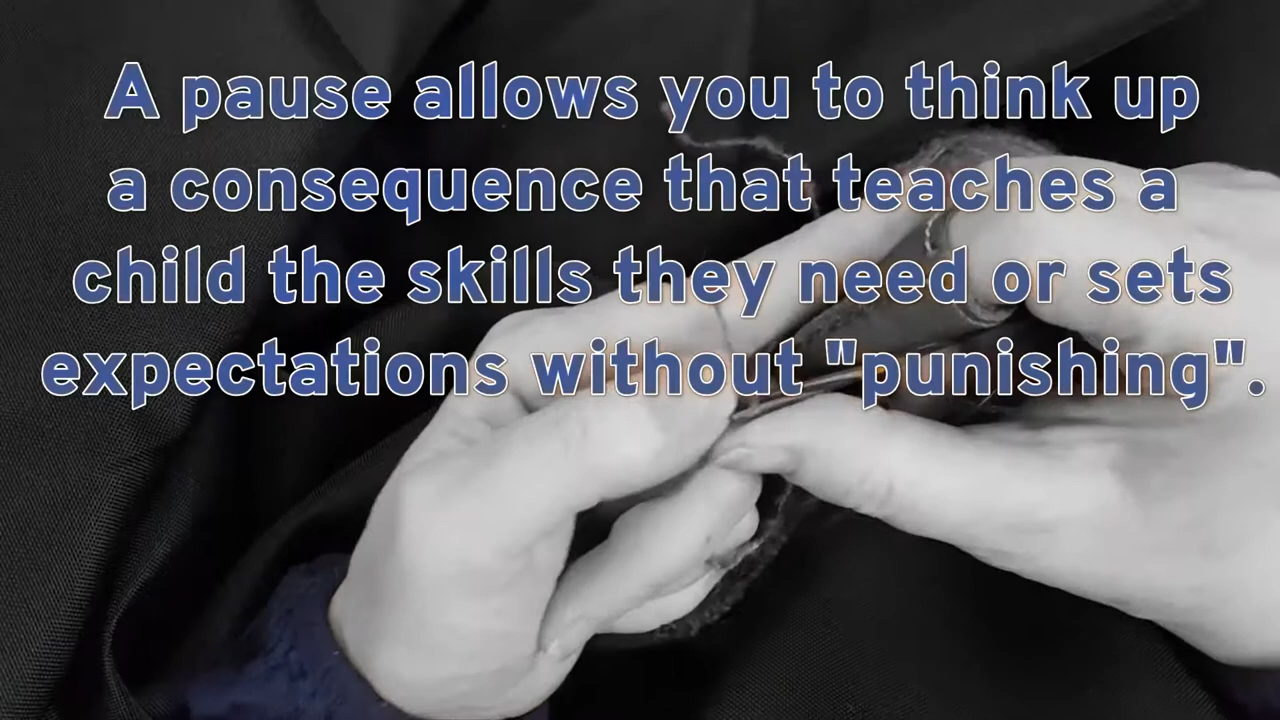 A pause allows you to think up
a consequence that teaches a
child the skills they need or sets
expectations without "punishing".